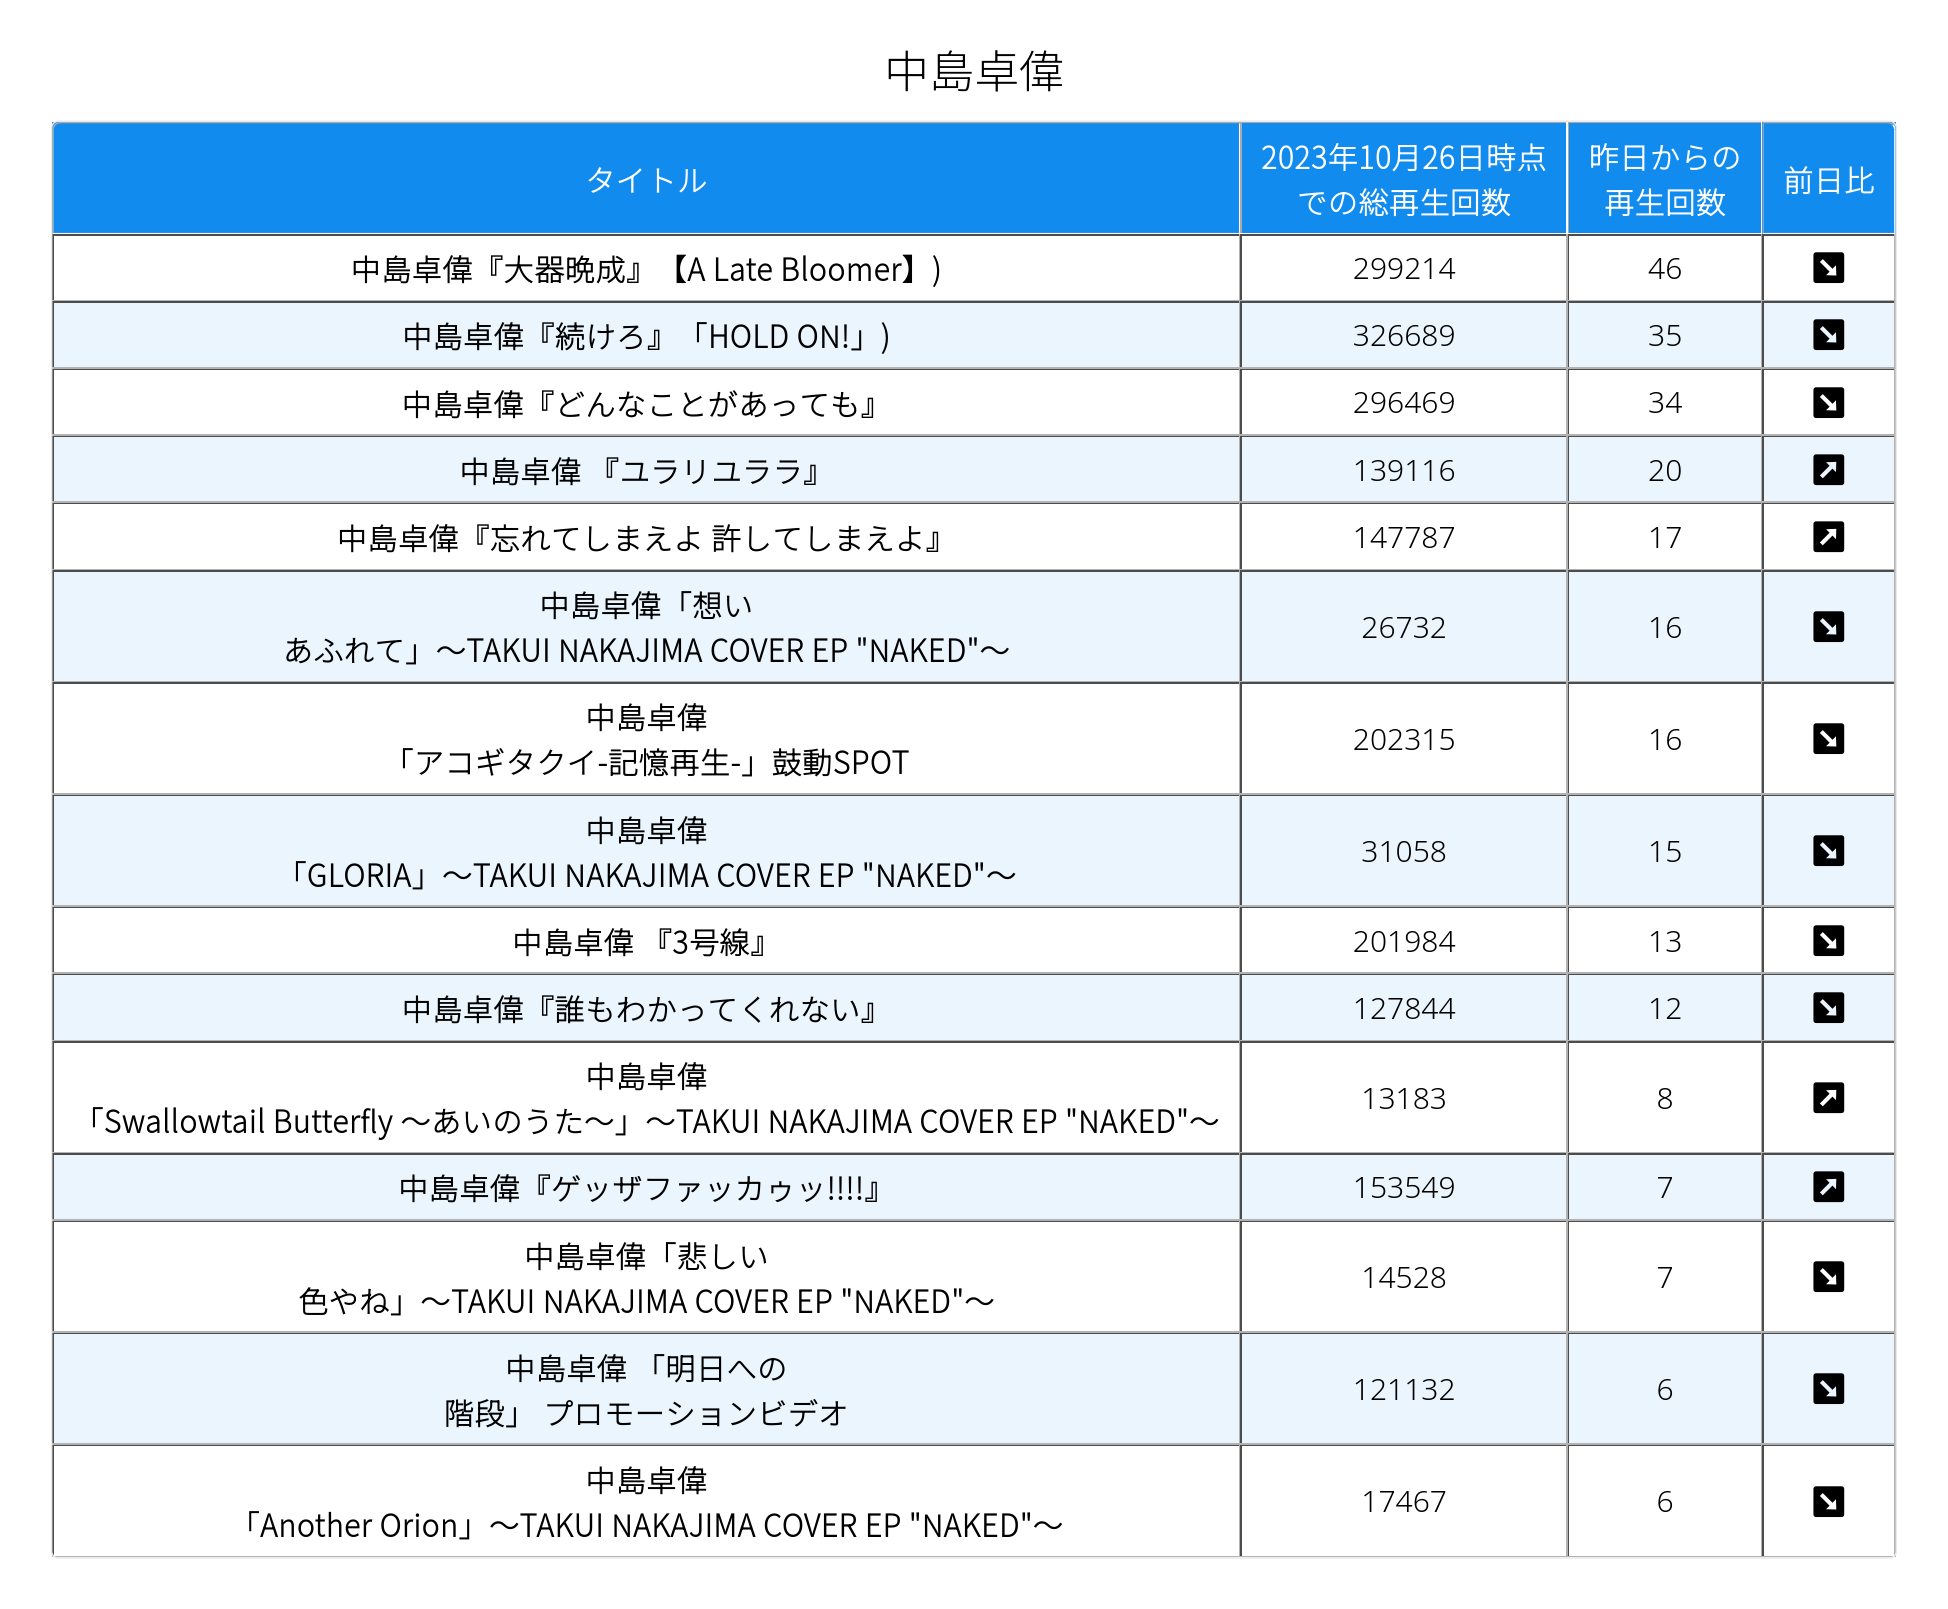 中島卓偉
タイトル
2023年10月26日時点
での総再生回数
昨日からの
再生回数
前日比
中島卓偉『大器晩成』【A Late Bloomer】)
299214
46
中島卓偉『続けろ』「HOLD ON!」)
326689
35
中島卓偉『どんなことがあっても』
296469
34
中島卓偉 『ユラリユララ』
139116
20
中島卓偉『忘れてしまえよ 許してしまえよ』
147787
17
中島卓偉「想い
あふれて」～TAKUI NAKAJIMA COVER EP "NAKED"～
26732
16
中島卓偉
「アコギタクイ-記憶再生-」鼓動SPOT
202315
16
中島卓偉
「GLORIA」～TAKUI NAKAJIMA COVER EP "NAKED"～
31058
15
中島卓偉 『3号線』
201984
13
中島卓偉『誰もわかってくれない』
127844
12
中島卓偉
「Swallowtail Butterfly ～あいのうた～」～TAKUI NAKAJIMA COVER EP "NAKED"～
13183
8
中島卓偉『ゲッザファッカゥッ!!!!』
153549
7
中島卓偉「悲しい
色やね」～TAKUI NAKAJIMA COVER EP "NAKED"～
14528
7
中島卓偉 「明日への
階段」 プロモーションビデオ
121132
6
中島卓偉
「Another Orion」～TAKUI NAKAJIMA COVER EP "NAKED"～
17467
6